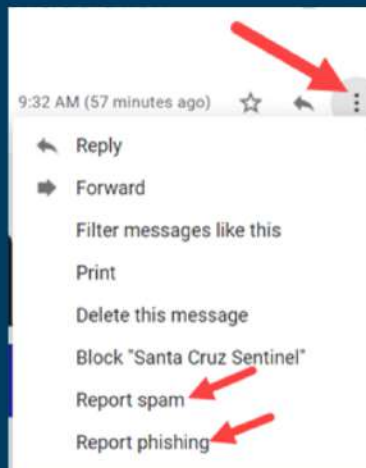 9:32 AM (57 minutes ago)
Reply
Forward
Filter messages like this
Print
Delete this message
Block "Santa Cruz Sentinel"
Report spam
Report phishing